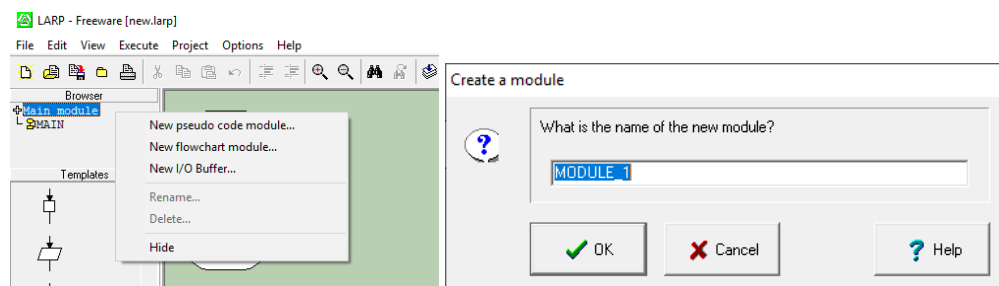 LARP - Freeware [new.larp]
File Edit View Execute Project Options Help
Browser
Main module
MAIN
New pseudo code module...
New flowchart module...
New I/O Buffer...
Rename...
Delete...
Hide
Templates
Create a module
What is the name of the new module?
MODULE_1
OK Cancel Help